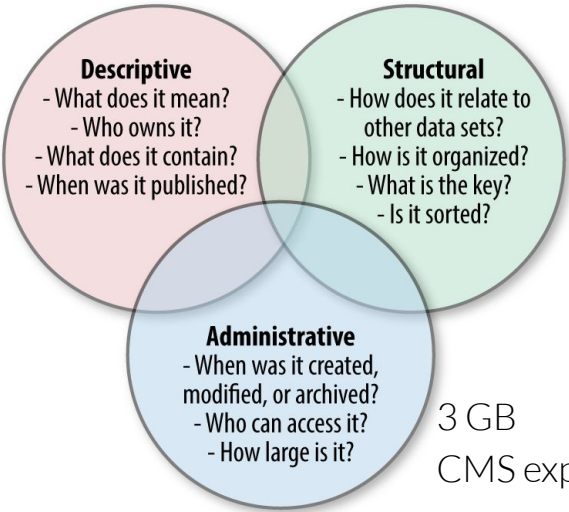 Descriptive
- What does it mean?
- Who owns it?
- What does it contain?
- When was it published?
Structural
- How does it relate to
other data sets?
- How is it organized?
- What is the key?
- Is it sorted?
Administrative
- When was it created,
modified, or archived?
- Who can access it?
- How large is it?
3 GB
CMS exp